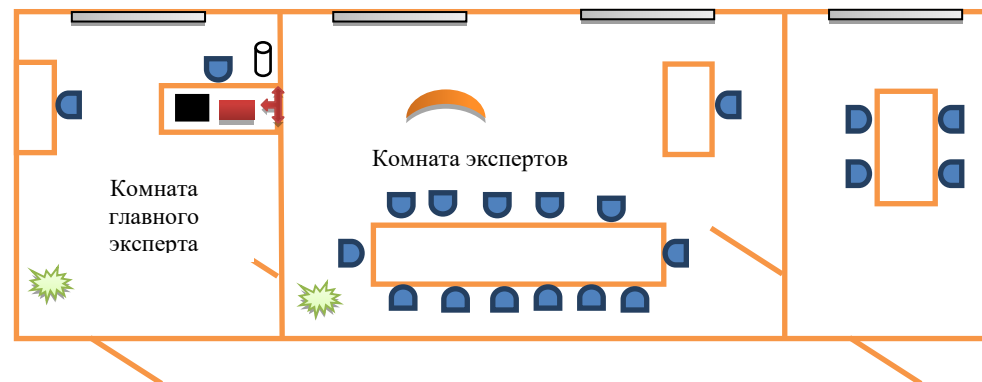 Комната экспертов
Комната
главного
эксперта